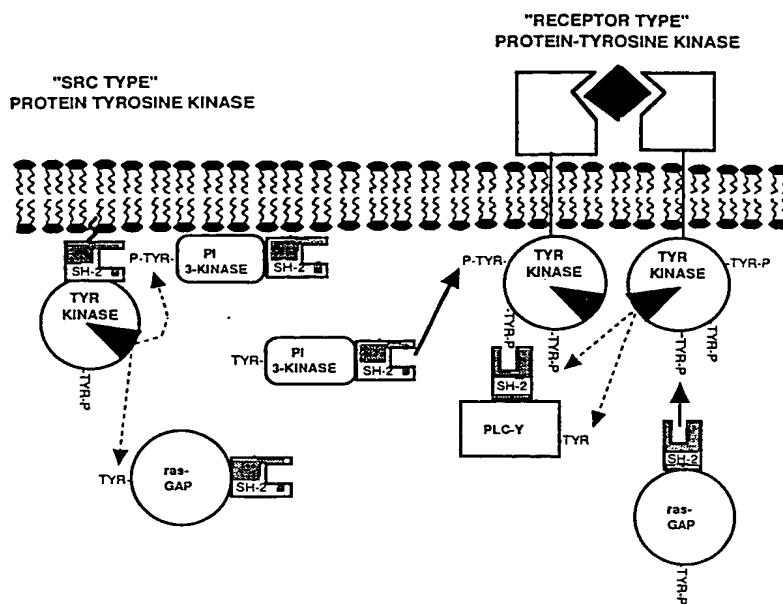 "RECEPTOR TYPE"
PROTEIN-TYROSINE KINASE
"SRC TYPE"
PROTEIN TYROSINE KINASE
SH-2
P-TYR-
PI
3-KINASE
SH-2
TYR
KINASE
-TYR-P
TYR-
ras-
GAP
SH-2
TYR-
PI
3-KINASE
SH-2
P-TYR-
TYR
KINASE
TYR
KINASE
-TYR-P
-TYR-P
-TYR-P
-TYR-P
-TYR-P
SH-2
PLC-Y
-TYR
SH-2
ras-
GAP
-TYR-P